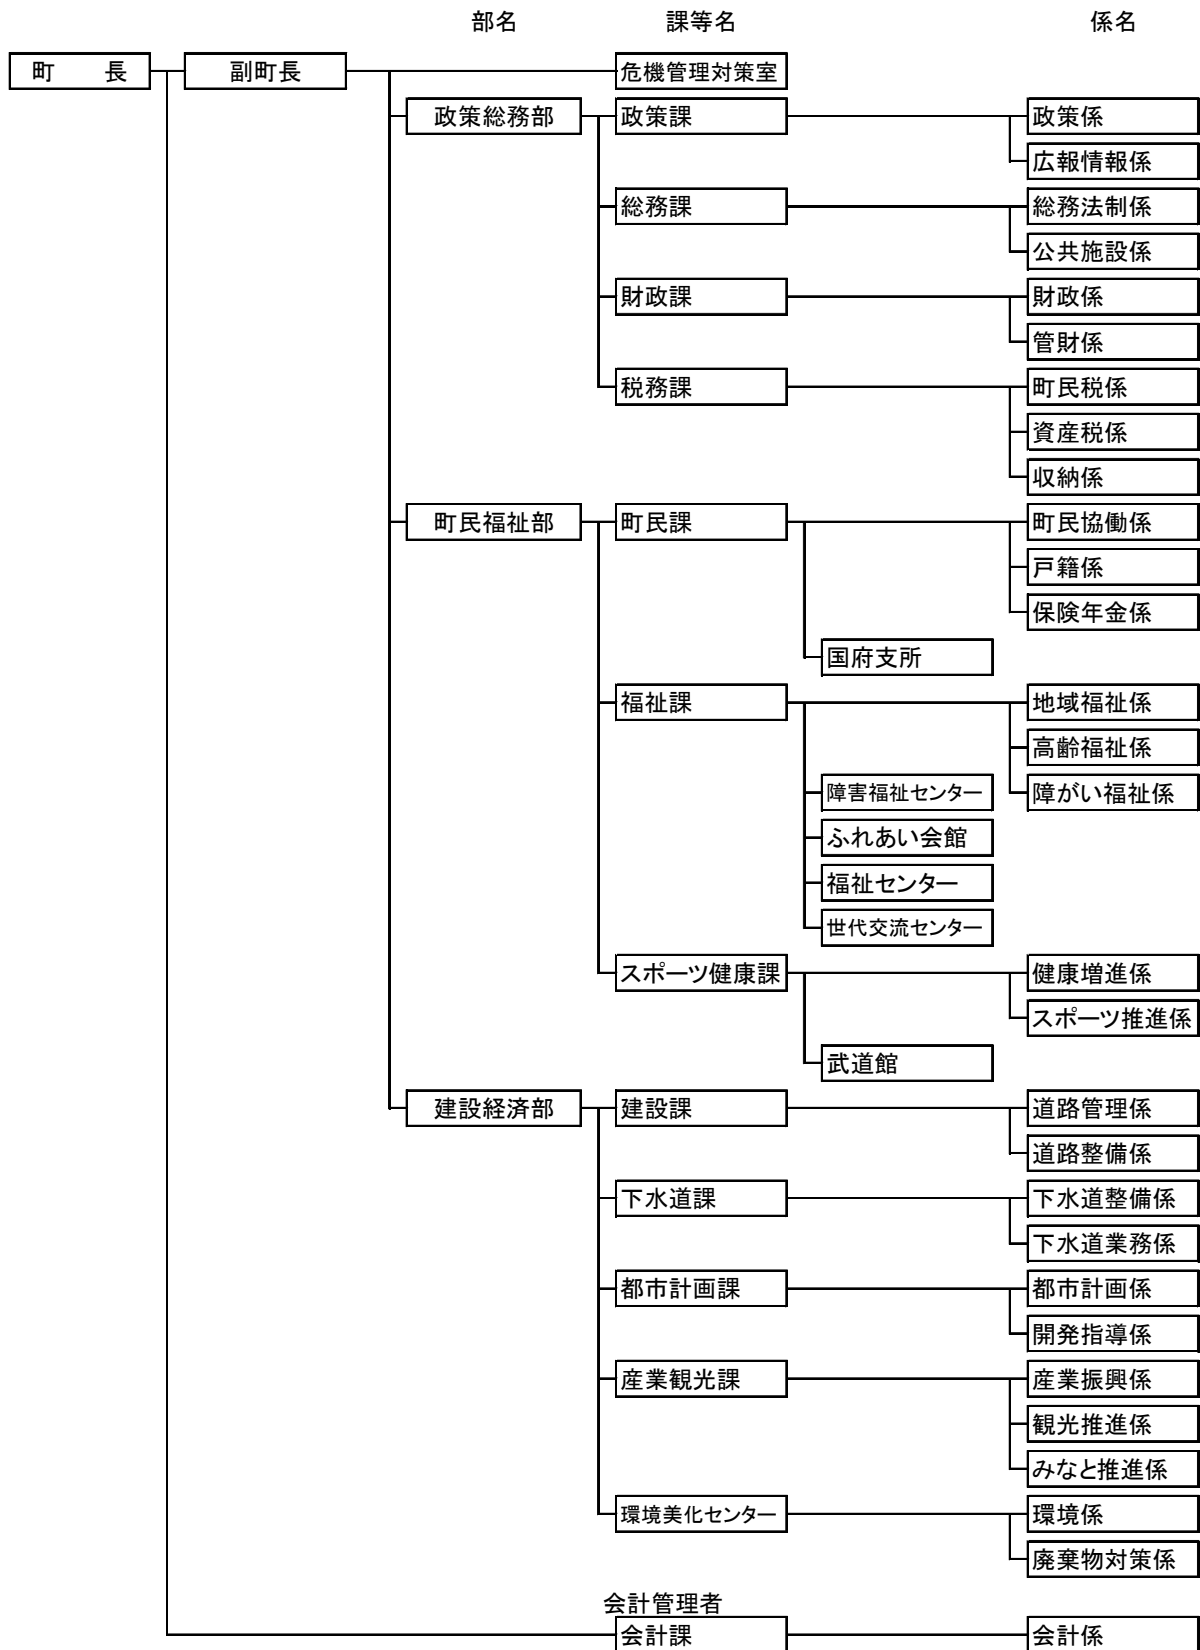 部名 課等名 係名
町　　長 副町長 危機管理対策室
政策総務部 政策課 政策係
広報情報係
総務課 総務法制係
公共施設係
財政課 財政係
管財係
税務課 町民税係
資産税係
収納係
町民福祉部 町民課 町民協働係
戸籍係
保険年金係
国府支所
福祉課 地域福祉係
高齢福祉係
障害福祉センター 障がい福祉係
ふれあい会館
福祉センター
世代交流センター
スポーツ健康課 健康増進係
スポーツ推進係
武道館
建設経済部 建設課 道路管理係
道路整備係
下水道課 下水道整備係
下水道業務係
都市計画課 都市計画係
開発指導係
産業観光課 産業振興係
観光推進係
みなと推進係
環境美化センター 環境係
廃棄物対策係
会計管理者
会計課 会計係